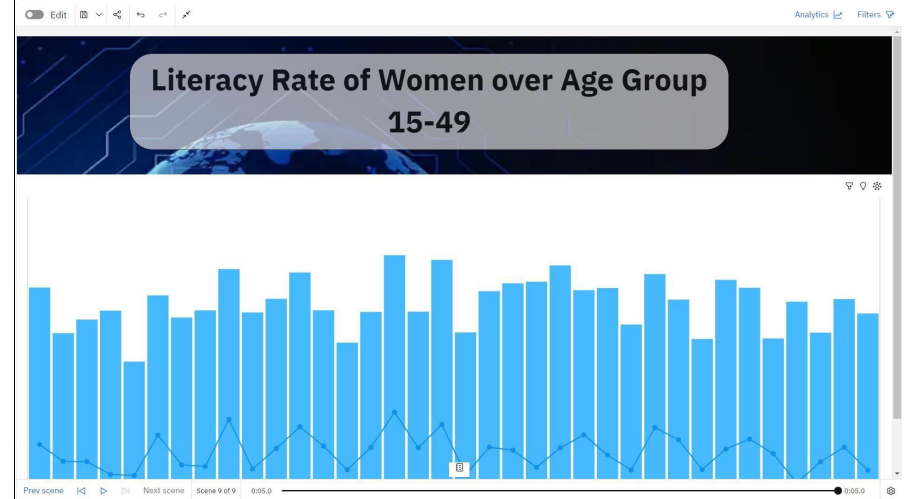 Edit
Analytics
Filters
Literacy Rate of Women over Age Group
15-49
Prev scene
Next scene
Scene 9 of 9
0:05.0
0:05.0